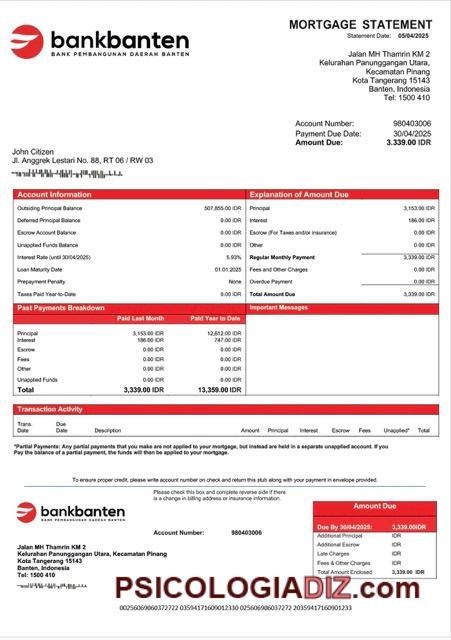 bankbanten
BANK PEMBANGUNAN DAERAH BANTEN
MORTGAGE STATEMENT
Statement Date: 05/04/2025
Jalan MH Thamrin KM 2
Kelurahan Panunggangan Utara,
Kecamatan Pinang
Kota Tangerang 15143
Banten, Indonesia
Tel: 1500 410
Account Number: 980403006
Payment Due Date: 30/04/2025
Amount Due: 3.339.00 IDR
John Citizen
Jl. Anggrek Lestari No. 88, RT 06 / RW 03
Account Information
Outsiding Principal Balance 507,855.00 IDR
Deferred Principal Balance 0.00 IDR
Escrow Account Balance 0.00 IDR
Unapplied Funds Balance 0.00 IDR
Interest Rate (until 30/04/2025) 5.93%
Loan Maturity Date 01.01.2025
Prepayment Penalty None
Taxes Paid Year-to-Date 0.00 IDR
Explanation of Amount Due
Principal 3,153.00 IDR
Interest 186.00 IDR
Escrow (For Taxes and/or insurance) 0.00 IDR
Other 0.00 IDR
Regular Monthly Payment 3,339.00 IDR
Fees and Other Charges 0.00 IDR
Overdue Payment 0.00 IDR
Total Amount Due 3,339.00 IDR
Past Payments Breakdown
Paid Last Month Paid Year to Date
Principal 3,153.00 IDR 12,612.00 IDR
Interest 186.00 IDR 747.00 IDR
Escrow 0.00 IDR 0.00 IDR
Fees 0.00 IDR 0.00 IDR
Other 0.00 IDR 0.00 IDR
Unapplied Funds 0.00 IDR 0.00 IDR
Total 3,339.00 IDR 13,359.00 IDR
Important Messages
Transaction Activity
Trans. Date Due Date Description Amount Principal Interest Escrow Fees Unapplied* Total
*Partial Payments: Any partial payments that you make are not applied to your mortgage, but instead are held in a separate unapplied account. If you
Pay the balance of a partial payment, the funds will then be applied to your mortgage.
To ensure proper credit, please write account number on check and return this stub along with your payment in envelope provided.
Please check this box and complete reverse side if there
is a change in billing address or insurance information.
bankbanten
BANK PEMBANGUNAN DAERAH BANTEN
Account Number: 980403006
Jalan MH Thamrin KM 2
Kelurahan Panunggangan Utara, Kecamatan Pinang
Kota Tangerang 15143
Banten, Indonesia
Tel: 1500 410
Amount Due
Due By 30/04/2025: 3,339.00IDR
Additional Principal IDR
Additional Escrow IDR
Late Charges IDR
Fees & Other Charges IDR
Total Amount Enclosed 3,339.00 IDR
PSICOLOGIADIZ.com
00256069060372722 03594171609012330 0256069060372722 20359417160901233